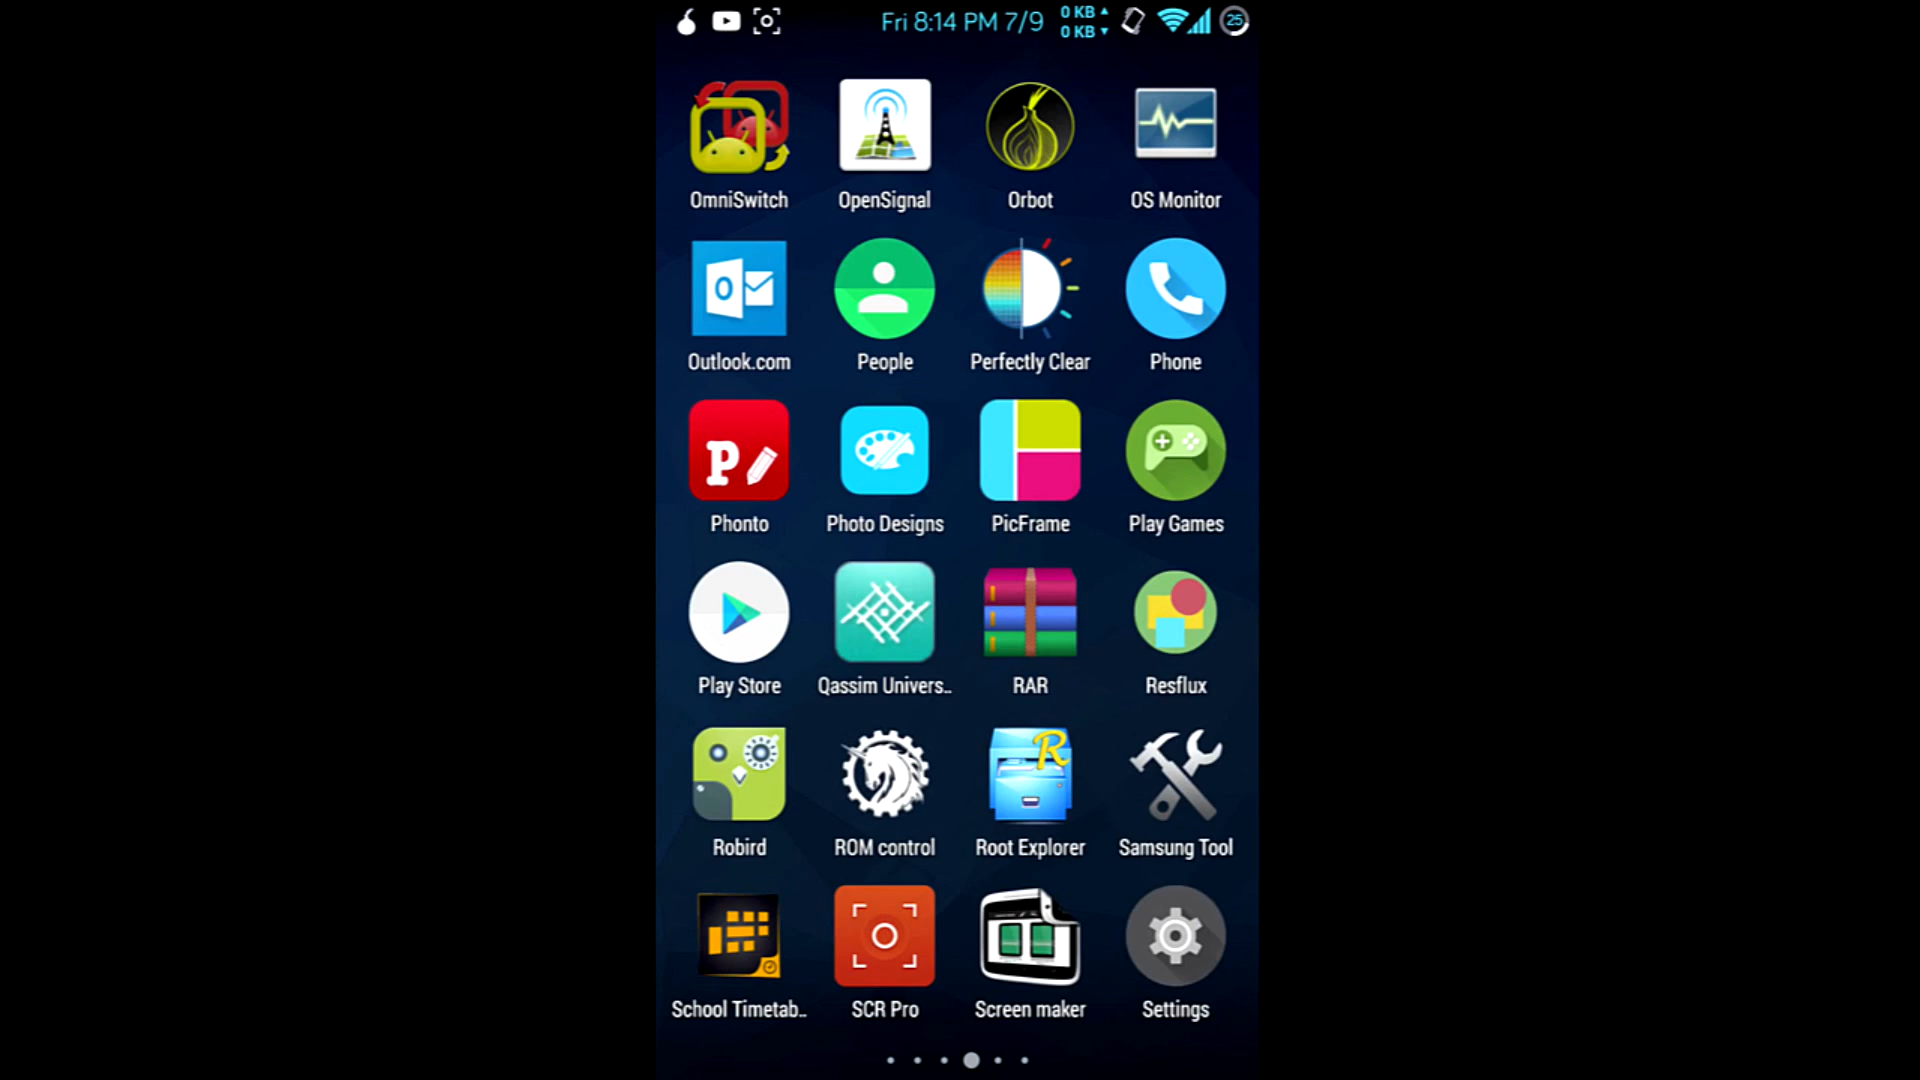 Fri 8:14 PM 7/9 0 KB 25
0 KB
OmniSwitch OpenSignal Orbot OS Monitor
O
Outlook.com People Perfectly Clear Phone
P
Phonto Photo Designs PicFrame Play Games
Play Store Qassim Univers.. RAR Resflux
R
Robird ROM control Root Explorer Samsung Tool
School Timetab.. SCR Pro Screen maker Settings